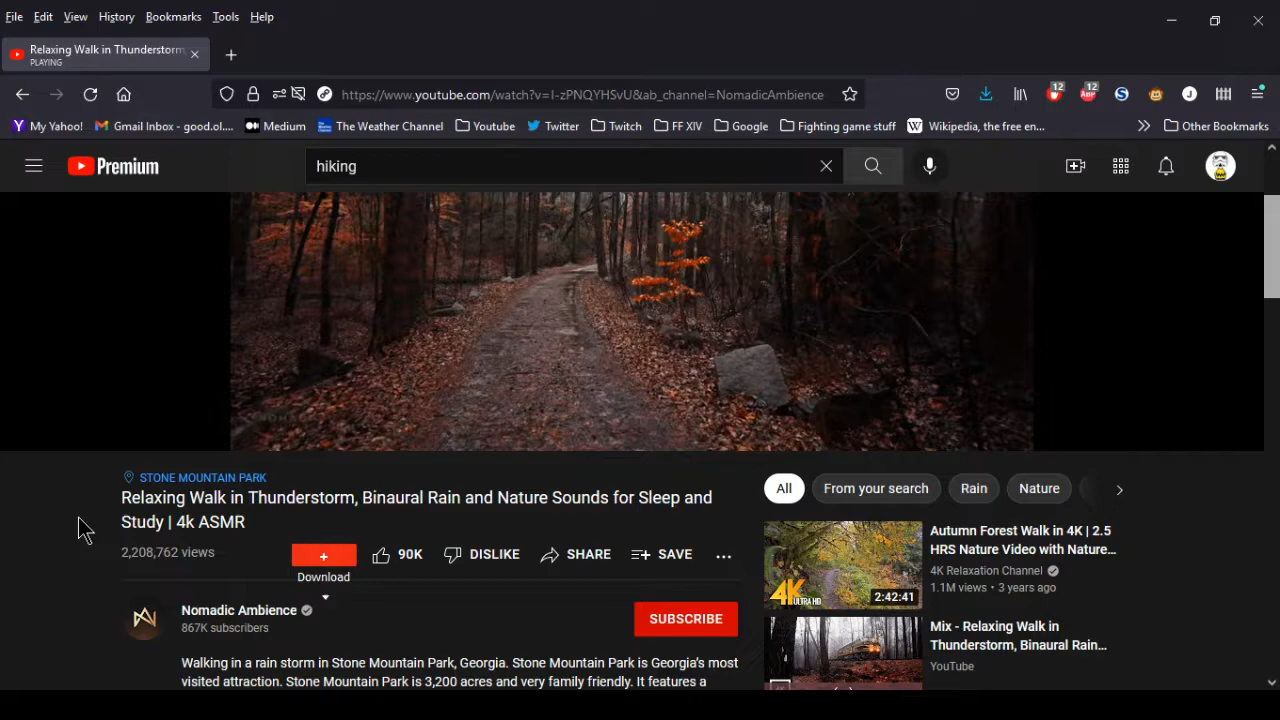 File Edit View History Bookmarks Tools Help
Relaxing Walk in Thunderstorm,
PLAYING
https://www.youtube.com/watch?v=I-zPNQYHSvU&ab_channel=NomadicAmbience
12
12
My Yahoo!
Gmail Inbox - good.ol....
Medium
The Weather Channel
Youtube
Twitter
Twitch
FF XIV
Google
Fighting game stuff
Wikipedia, the free en...
Other Bookmarks
Premium
hiking
STONE MOUNTAIN PARK
Relaxing Walk in Thunderstorm, Binaural Rain and Nature Sounds for Sleep and
Study | 4k ASMR
2,208,762 views
+
Download
90K
DISLIKE
SHARE
SAVE
...
Nomadic Ambience
867K subscribers
SUBSCRIBE
Walking in a rain storm in Stone Mountain Park, Georgia. Stone Mountain Park is Georgia's most
visited attraction. Stone Mountain Park is 3,200 acres and very family friendly. It features a
All
From your search
Rain
Nature
4K
ULTRA HD
2:42:41
Autumn Forest Walk in 4K | 2.5
HRS Nature Video with Nature...
4K Relaxation Channel
1.1M views • 3 years ago
Mix - Relaxing Walk in
Thunderstorm, Binaural Rain...
YouTube